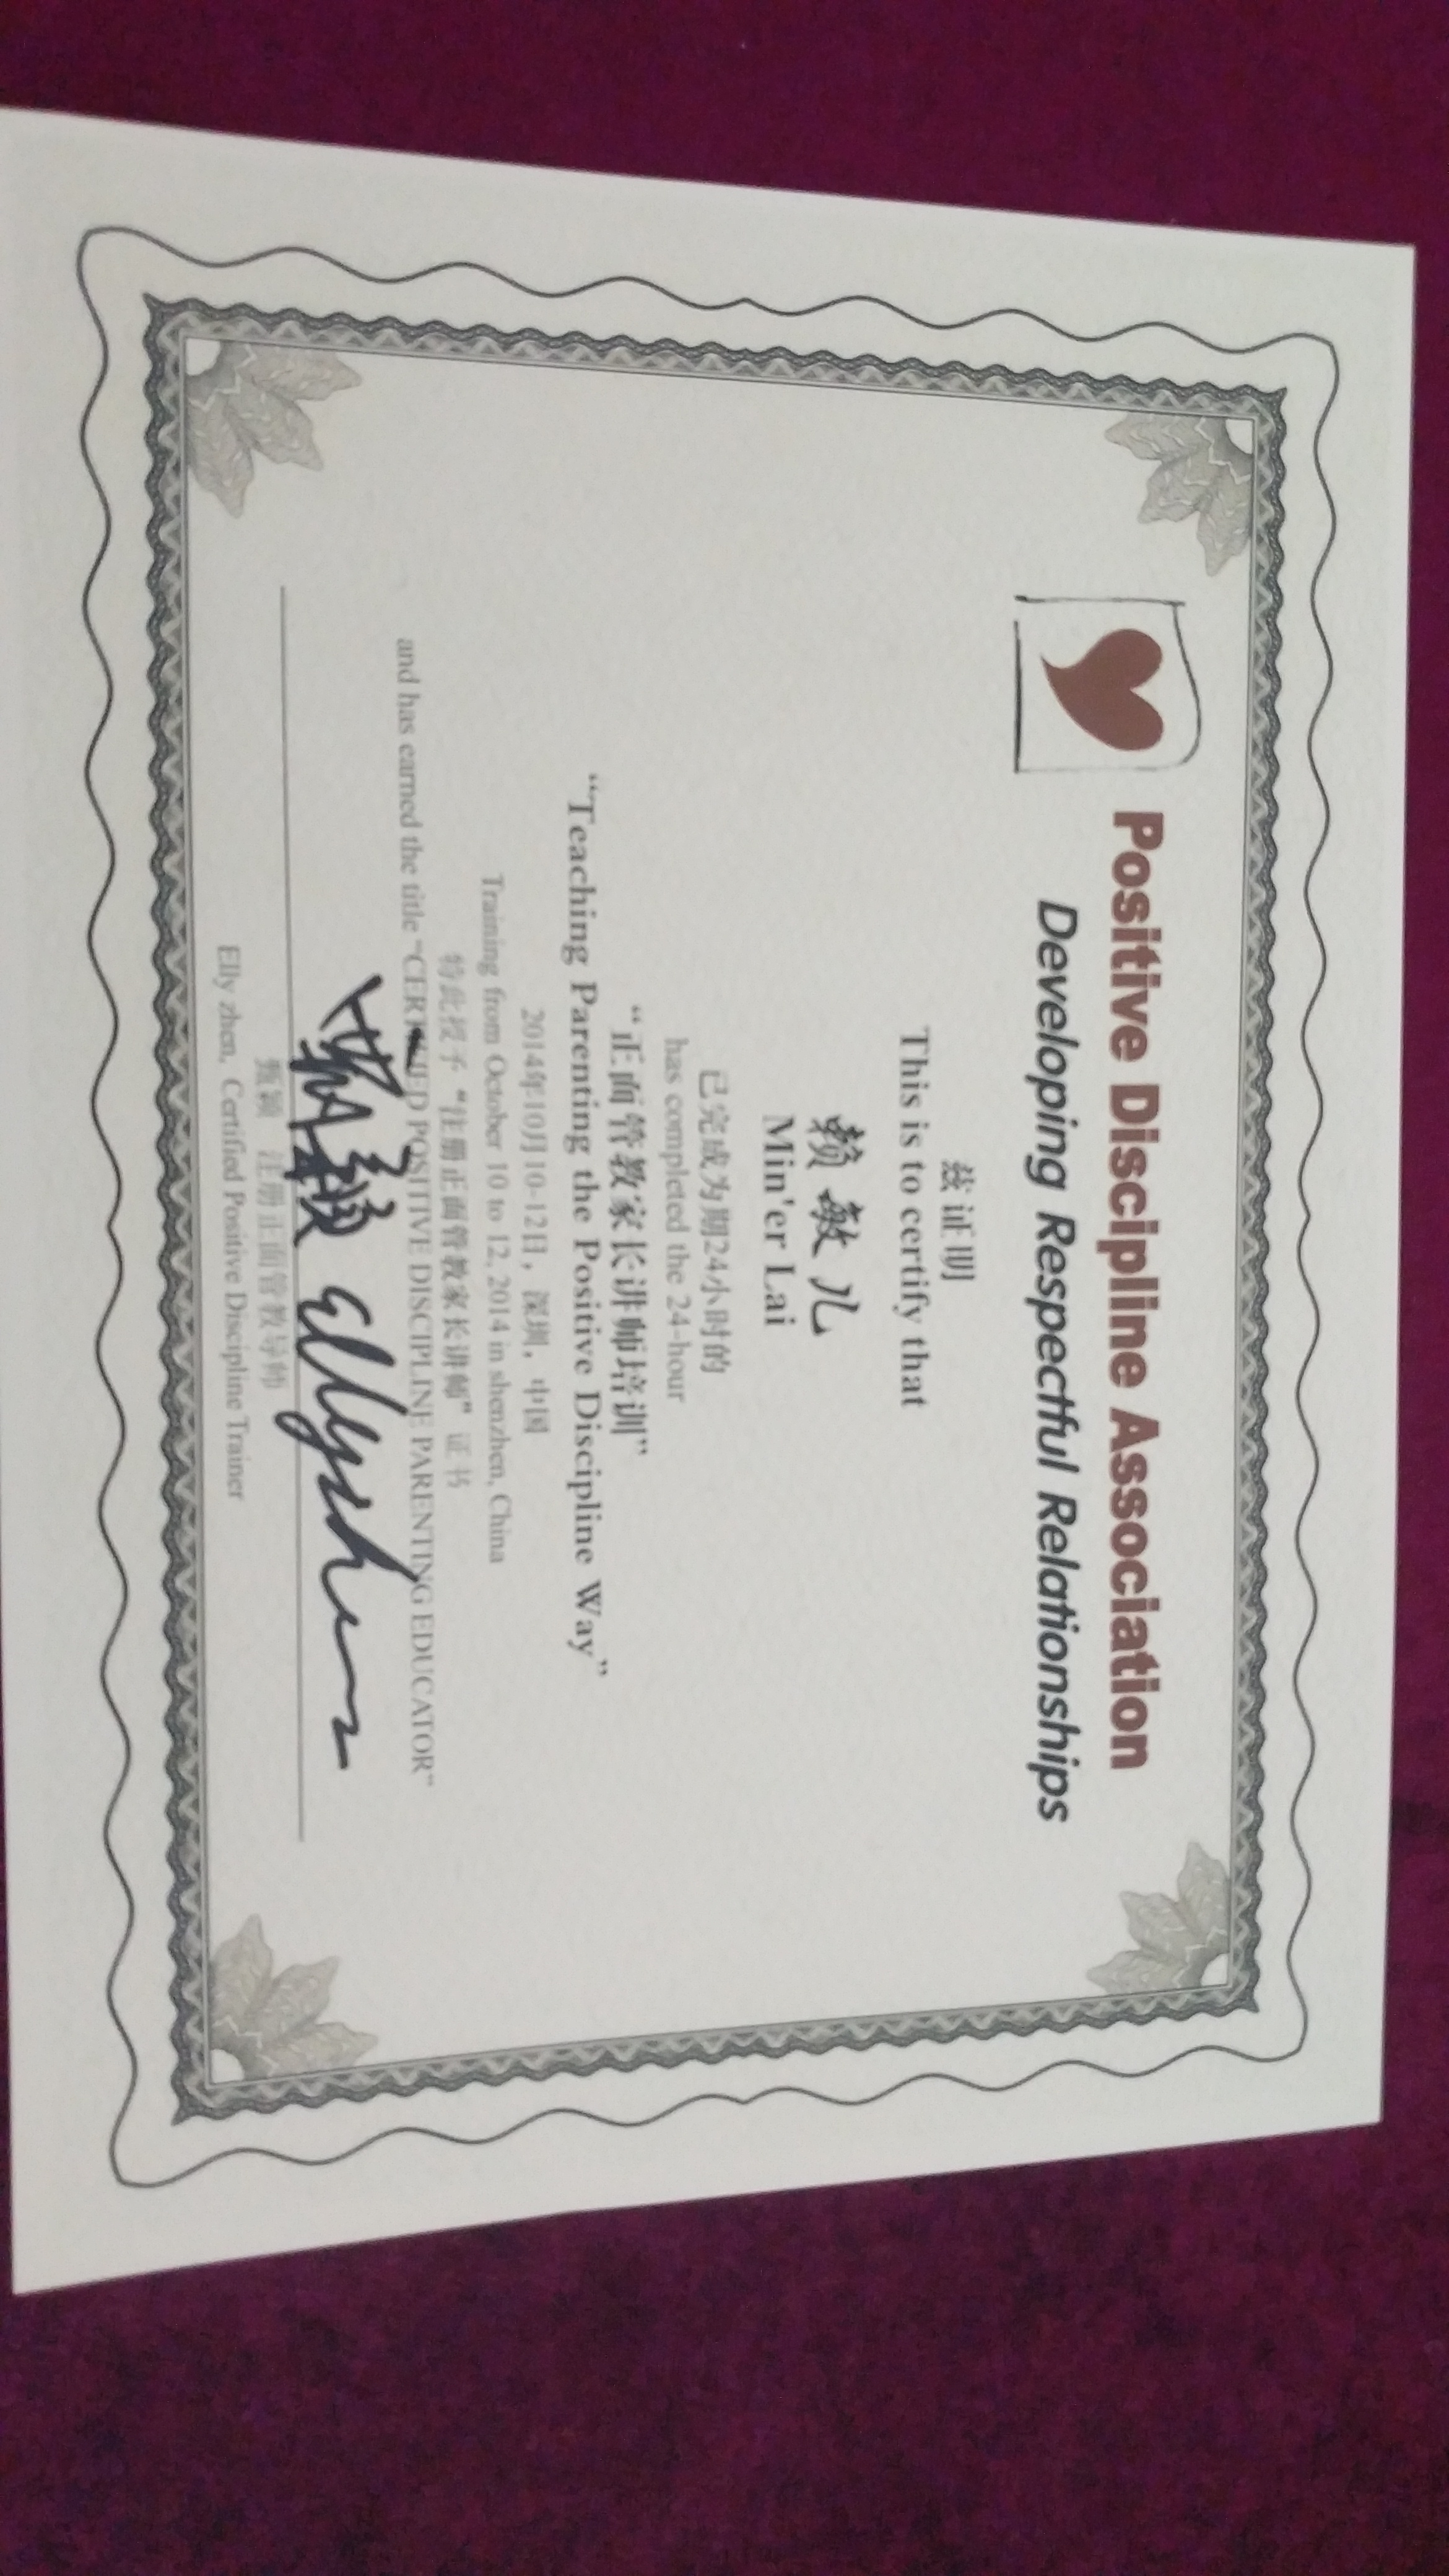 Positive Discipline Association
Developing Respectful Relationships
兹证明
This is to certify that
赖敏儿
Min'er Lai
已完成为期24小时的
has completed the 24-hour
“正面管教家长讲师培训”
“Teaching Parenting the Positive Discipline Way”
2014年10月10-12日，深圳，中国
Training from October 10 to 12, 2014 in shenzhen, China
特此授予“注册正面管教家长讲师”证书
and has earned the title “CERTIFIED POSITIVE DISCIPLINE PARENTING EDUCATOR”
甄颖 Elly zhen
甄颖 注册正面管教导师
Elly zhen, Certified Positive Discipline Trainer